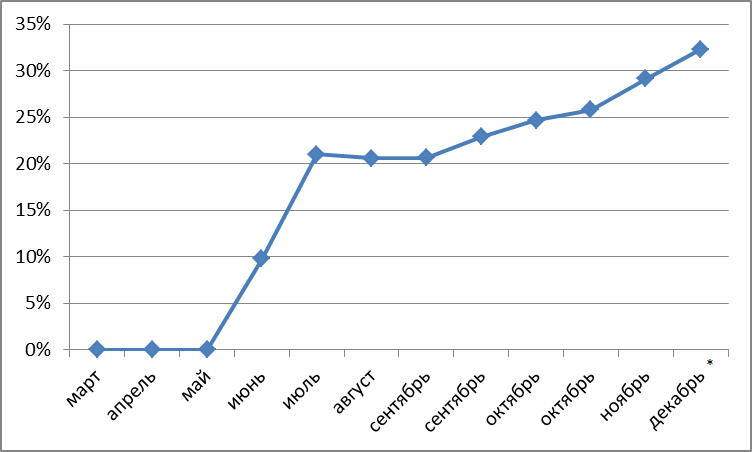 35%
30%
25%
20%
15%
10%
5%
0%
март
апрель
май
июнь
июль
август
сентябрь
сентябрь
октябрь
октябрь
ноябрь
декабрь *